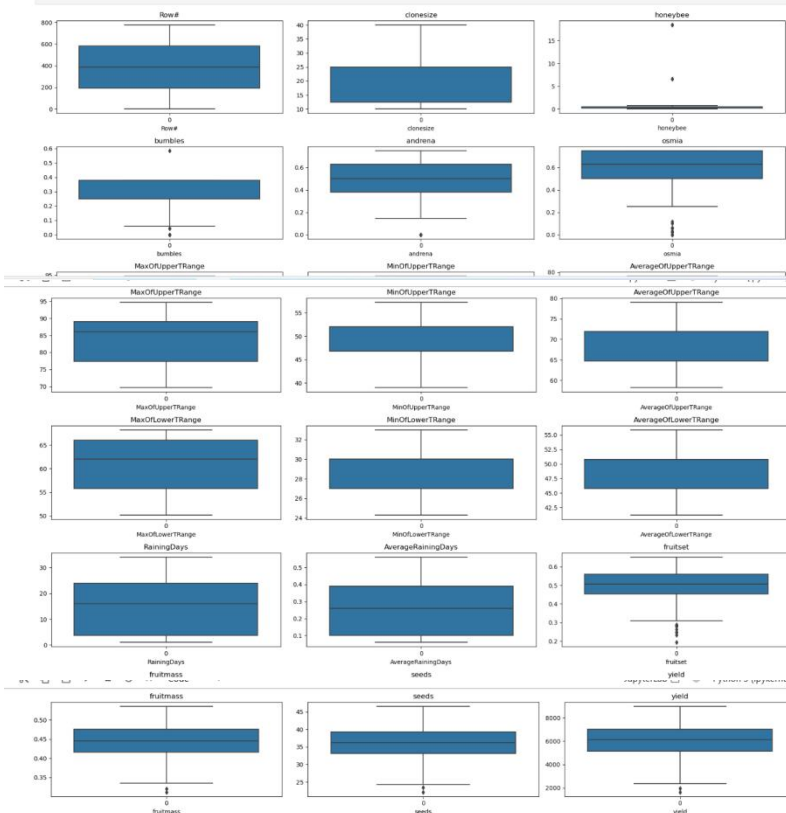 Row# clonesize honeybee
800 40
600 35 15
30
400 25 10
20
200 5
15
0 10 0
0 0 0
Row# clonesize honeybee
bumbles andrena osmia
0.6
0.5 0.6 0.6
0.4
0.3 0.4 0.4
0.2 0.2 0.2
0.1
0.0 0.0 0.0
0 0 0
bumbles andrena osmia
MaxOfUpperTRange MinOfUpperTRange AverageOfUpperTRange
95 80
MaxOfUpperTRange MinOfUpperTRange AverageOfUpperTRange
95 80
55
90 75
85 50 70
80 45 65
75
70 40 60
0 0 0
MaxOfUpperTRange MinOfUpperTRange AverageOfUpperTRange
MaxOfLowerTRange MinOfLowerTRange AverageOfLowerTRange
55.0
65 32 52.5
30 50.0
60
28 47.5
55 26 45.0
42.5
50 24
0 0 0
MaxOfLowerTRange MinOfLowerTRange AverageOfLowerTRange
RainingDays AverageRainingDays fruitset
30 0.5 0.6
0.4 0.5
20
0.3 0.4
10 0.2 0.3
0 0.1 0.2
0 0 0
RainingDays AverageRainingDays fruitset
fruitmass seeds yield
Code
fruitmass seeds yield
45
0.50 8000
40
0.45 35 6000
0.40 30 4000
0.35 25
2000
0 0 0
fruitmass seeds yield